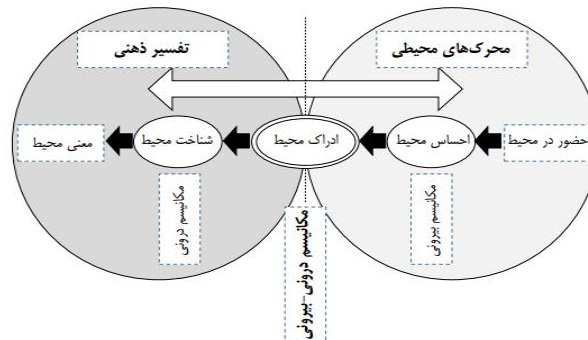 محرک‌های محیطی
تفسیر ذهنی
حضور در محیط
احساس محیط
ادراک محیط
شناخت محیط
معنی محیط
مکانیسم بیرونی
مکانیسم درونی-بیرونی
مکانیسم درونی